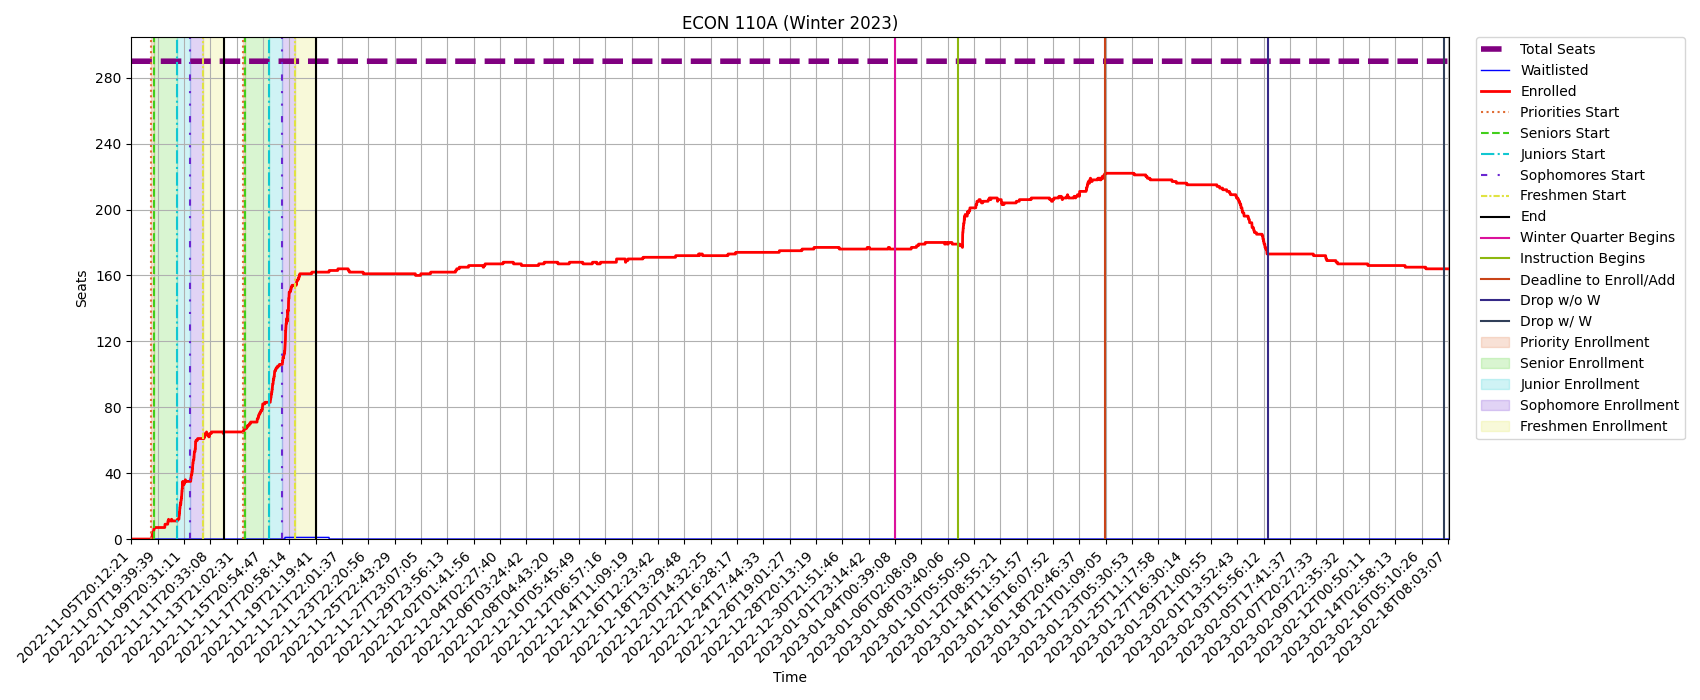 ECON 110A (Winter 2023)
Seats
280
240
200
160
120
80
40
0
2022-11-05T20:12:21
2022-11-07T19:39:39
2022-11-09T20:31:11
2022-11-11T20:33:08
2022-11-13T21:02:31
2022-11-15T20:54:47
2022-11-17T20:58:14
2022-11-19T21:19:41
2022-11-21T22:01:37
2022-11-23T22:20:56
2022-11-25T22:43:29
2022-11-27T23:07:05
2022-11-29T23:56:13
2022-12-02T01:41:56
2022-12-04T02:27:40
2022-12-06T03:24:42
2022-12-08T04:43:20
2022-12-10T05:45:49
2022-12-12T06:57:16
2022-12-14T11:09:19
2022-12-16T12:23:42
2022-12-18T13:29:48
2022-12-20T14:32:25
2022-12-22T16:28:17
2022-12-24T17:44:33
2022-12-26T19:01:27
2022-12-28T20:13:19
2022-12-30T21:51:46
2023-01-01T23:14:42
2023-01-04T00:39:08
2023-01-06T02:08:09
2023-01-08T03:40:06
2023-01-10T05:50:50
2023-01-12T08:55:21
2023-01-14T11:51:57
2023-01-16T16:07:52
2023-01-18T20:46:37
2023-01-21T01:09:05
2023-01-23T05:30:53
2023-01-25T11:17:58
2023-01-27T16:30:14
2023-01-29T21:00:55
2023-02-01T13:52:43
2023-02-03T15:56:12
2023-02-05T17:41:37
2023-02-07T20:27:33
2023-02-09T22:35:32
2023-02-12T00:50:11
2023-02-14T02:58:13
2023-02-16T05:10:26
2023-02-18T08:03:07
Time
Total Seats
Waitlisted
Enrolled
Priorities Start
Seniors Start
Juniors Start
Sophomores Start
Freshmen Start
End
Winter Quarter Begins
Instruction Begins
Deadline to Enroll/Add
Drop w/o W
Drop w/ W
Priority Enrollment
Senior Enrollment
Junior Enrollment
Sophomore Enrollment
Freshmen Enrollment